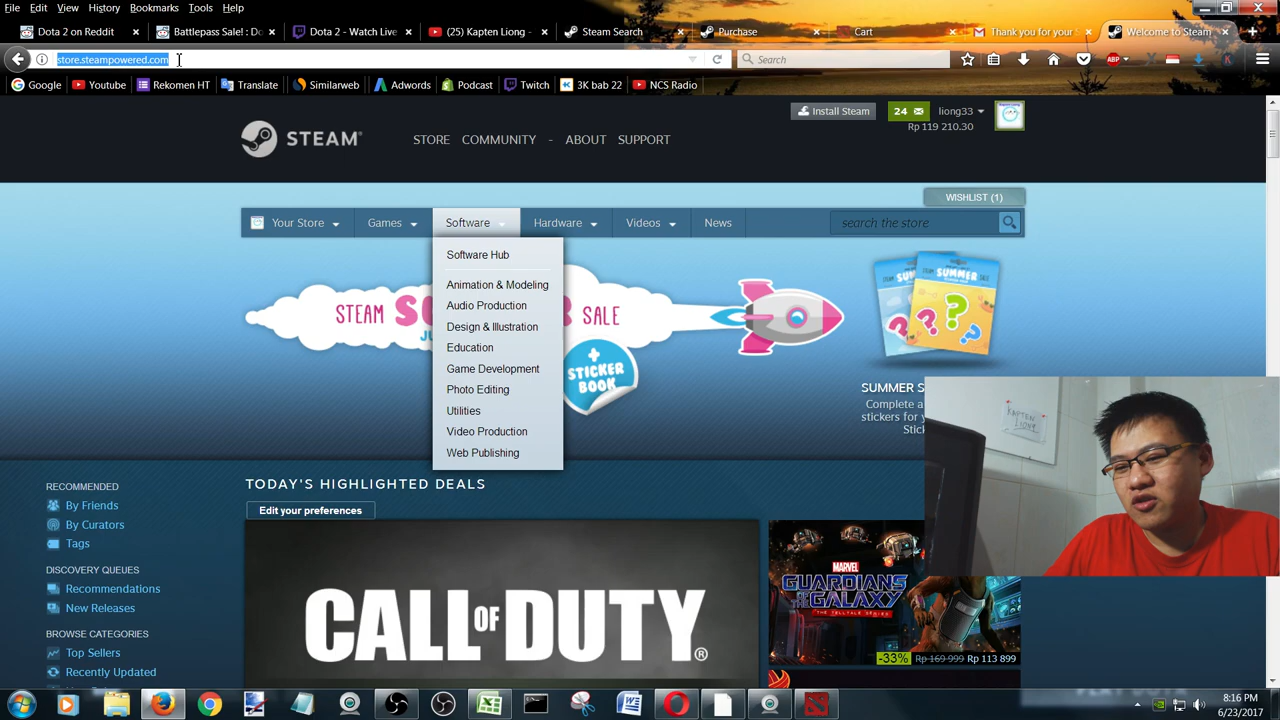 File Edit View History Bookmarks Tools Help
Dota 2 on Reddit
Battlepass Sale! : Do
Dota 2 - Watch Live
(25) Kapten Liong -
Steam Search
Purchase
Cart
Thank you for your
Welcome to Steam
store.steampowered.com
Search
ABP
Google Youtube Rekomen HT Translate Similarweb Adwords Podcast Twitch 3K bab 22 NCS Radio
Install Steam 24 liong33
Rp 119 210.30
STEAM® STORE COMMUNITY - ABOUT SUPPORT
WISHLIST (1)
Your Store Games Software Hardware Videos News search the store
Software Hub
Animation & Modeling
Audio Production
Design & Illustration
Education
Game Development
Photo Editing
Utilities
Video Production
Web Publishing
STEAM SALE
+
STICKER
BOOK
STEAM
SUMMER
SALE
SUMMER S
Complete a
stickers for y
Stick
KAPTEN
LIONG
RECOMMENDED
By Friends
By Curators
Tags
DISCOVERY QUEUES
Recommendations
New Releases
BROWSE CATEGORIES
Top Sellers
Recently Updated
TODAY'S HIGHLIGHTED DEALS
Edit your preferences
CALL OF DUTY®
MARVEL
GUARDIANS
OF THE
GALAXY
THE TELLTALE SERIES
-33% Rp 169 999 Rp 113 899
8:16 PM
6/23/2017